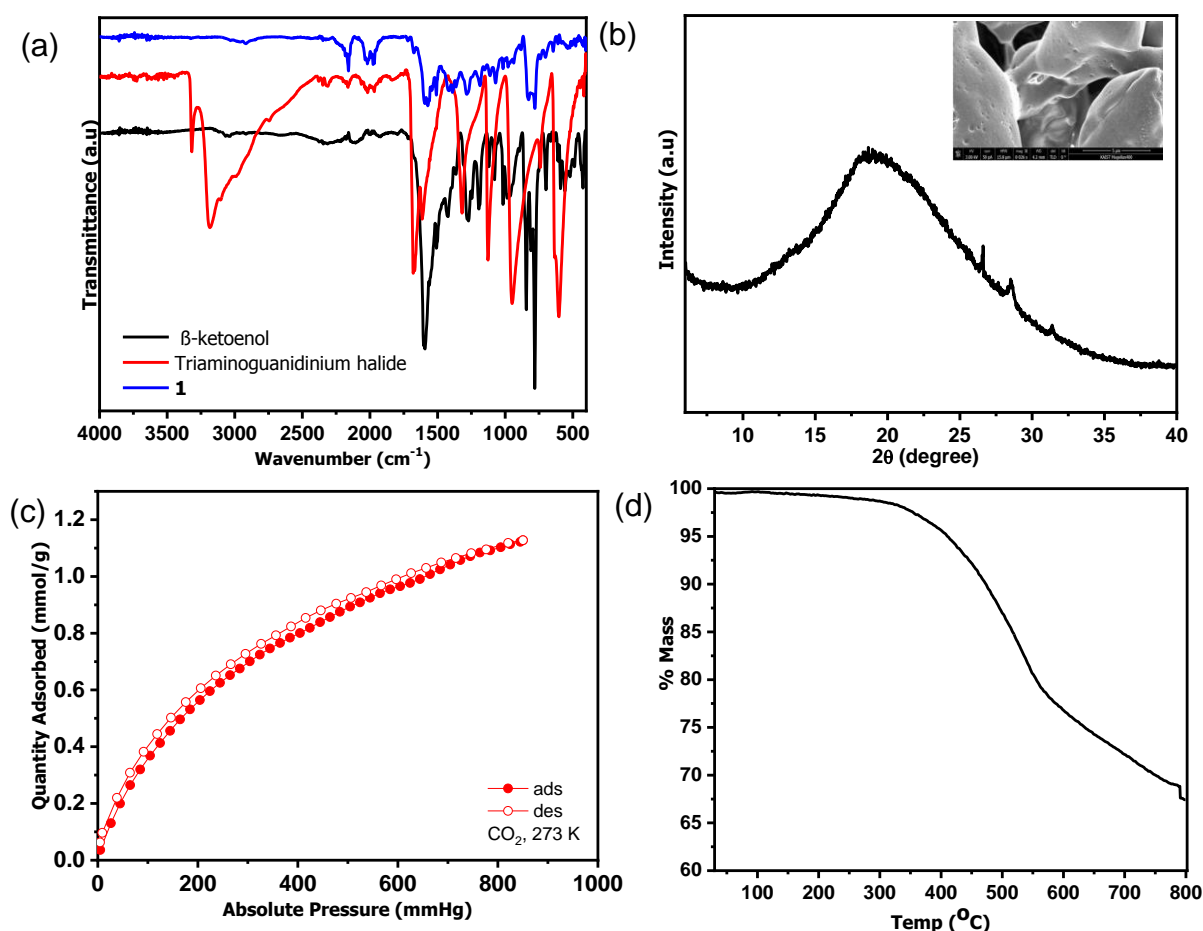 (a)
Transmittance (a.u)
ß-ketoenol
Triaminoguanidinium halide
1
4000 3500 3000 2500 2000 1500 1000 500
Wavenumber (cm⁻¹)
(b)
Intensity (a.u)
10 15 20 25 30 35 40
2θ (degree)
(c)
Quantity Adsorbed (mmol/g)
1.2
1.0
0.8
0.6
0.4
0.2
0.0
ads
des
CO₂, 273 K
0 200 400 600 800 1000
Absolute Pressure (mmHg)
(d)
% Mass
100
95
90
85
80
75
70
65
60
100 200 300 400 500 600 700 800
Temp (⁰C)